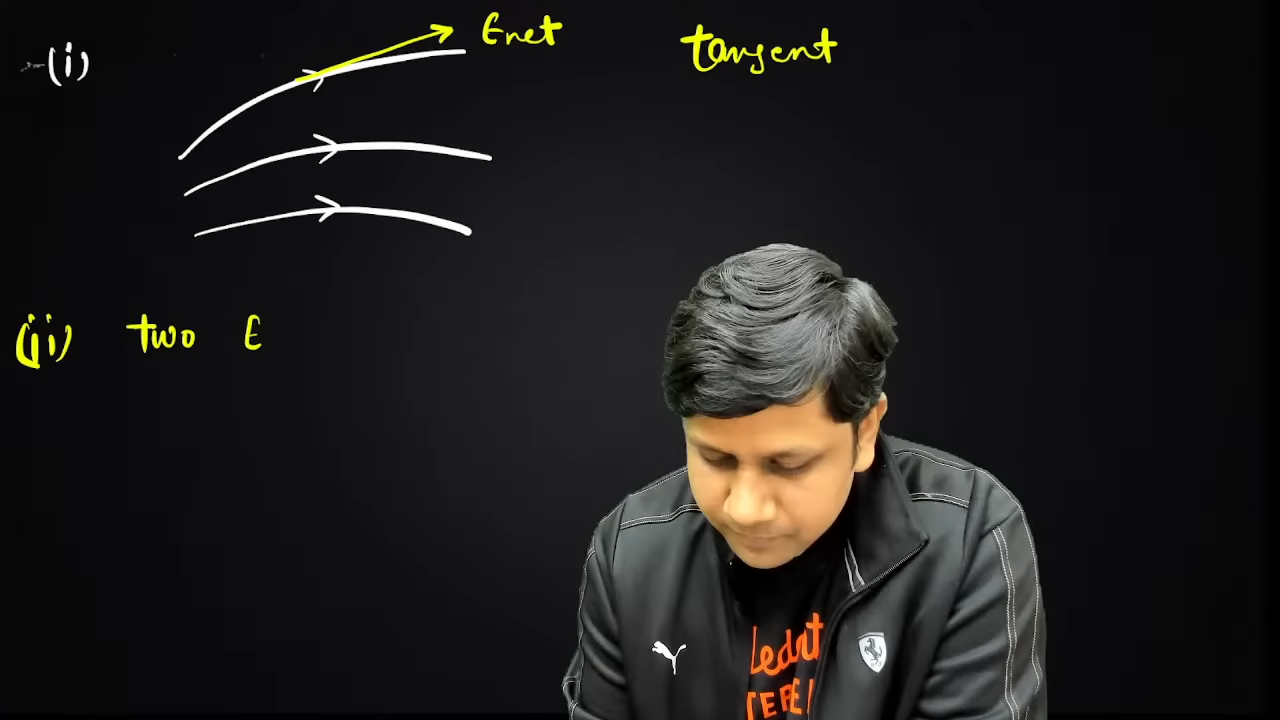 (i) Enet tangent
(ii) two E